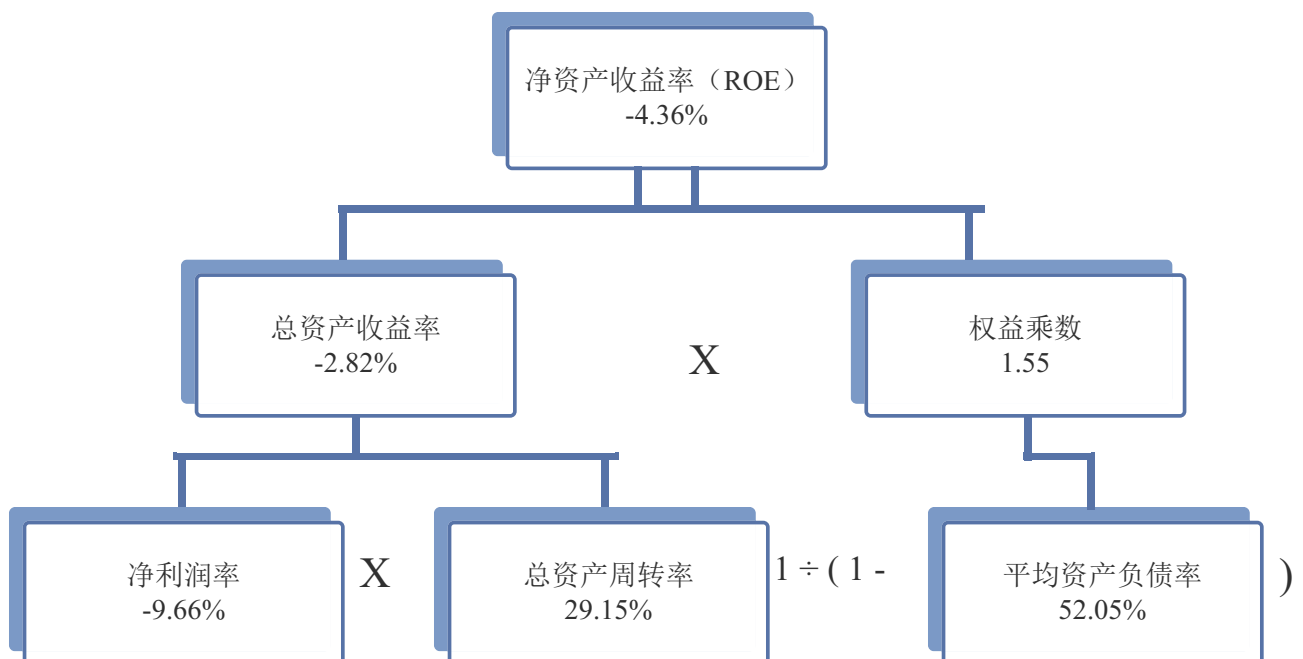 净资产收益率（ROE）
-4.36%
总资产收益率
-2.82%
X
权益乘数
1.55
净利润率
-9.66%
X
总资产周转率
29.15%
1 ÷ ( 1 -
平均资产负债率
52.05%
)